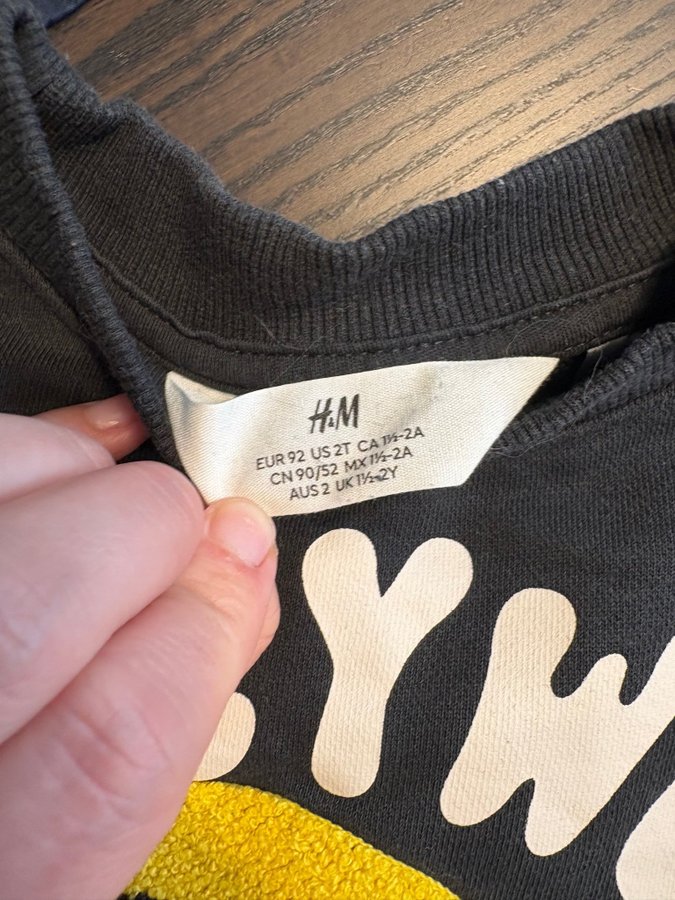 H&M
EUR 92 US 2T CA 1½-2A
CN 90/52 MX 1½-2A
AUS 2 UK 1½-2Y
YW